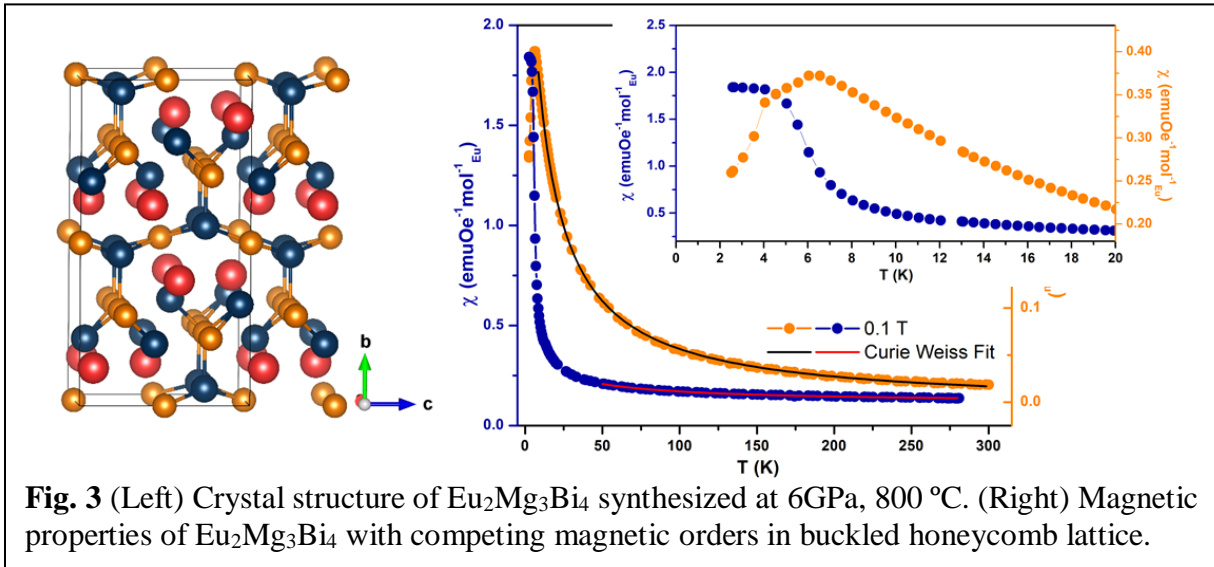 2.0
1.5
1.0
0.5
0.0
χ (emuOe⁻¹mol⁻¹Eu)
0 50 100 150 200 250 300
T (K)
0.1
0.0
0.1 T
Curie Weiss Fit
2.5
2.0
1.5
1.0
0.5
χ (emuOe⁻¹mol⁻¹Eu)
0 2 4 6 8 10 12 14 16 18 20
T (K)
0.40
0.35
0.30
0.25
0.20
χ (emuOe⁻¹mol⁻¹Eu)
b
c
Fig. 3 (Left) Crystal structure of Eu₂Mg₃Bi₄ synthesized at 6GPa, 800 ºC. (Right) Magnetic
properties of Eu₂Mg₃Bi₄ with competing magnetic orders in buckled honeycomb lattice.